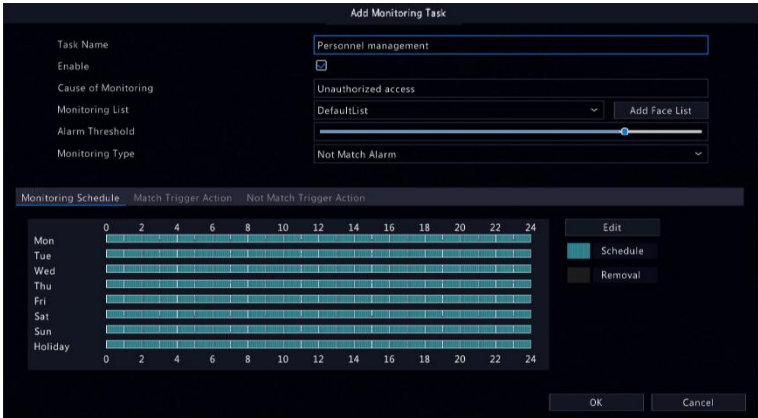 Add Monitoring Task
Task Name Personnel management
Enable
Cause of Monitoring Unauthorized access
Monitoring List DefaultList Add Face List
Alarm Threshold
Monitoring Type Not Match Alarm
Monitoring Schedule Match Trigger Action Not Match Trigger Action
0 2 4 6 8 10 12 14 16 18 20 22 24 Edit
Mon
Tue Schedule
Wed
Thu Removal
Fri
Sat
Sun
Holiday
0 2 4 6 8 10 12 14 16 18 20 22 24
OK Cancel